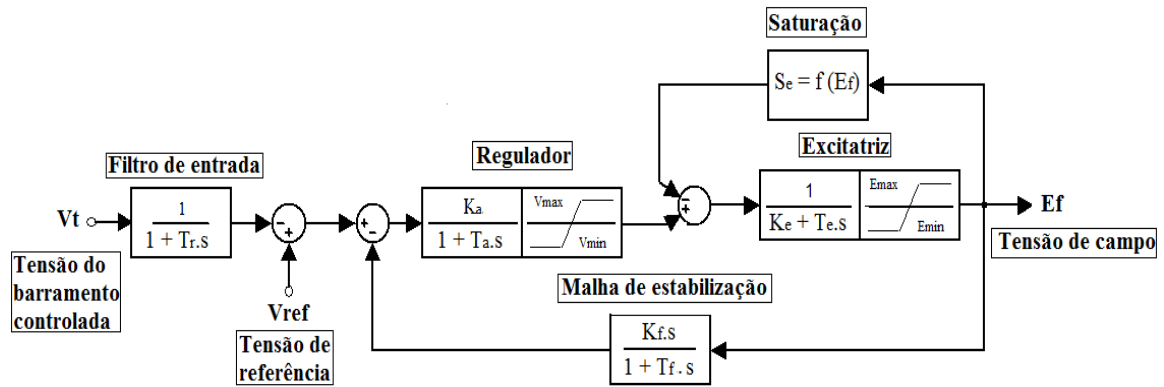 Saturação
Se = f (Ef)
Filtro de entrada
Regulador
Excitatriz
Vt
1
1 + Tr.s
-
+
+
-
Ka
1 + Ta.s
Vmax
Vmin
-
+
1
Ke + Te.s
Emax
Emin
Ef
Tensão de campo
Tensão do
barramento
controlada
Vref
Tensão de
referência
Malha de estabilização
Kf.s
1 + Tf . s